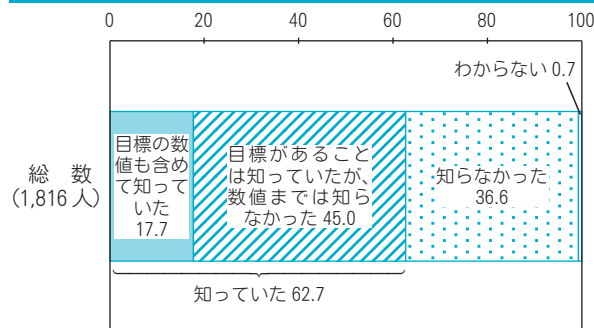 0 20 40 60 80 100
わからない 0.7
総 数
（1,816 人）
目標の数
値も含め
て知って
いた
17.7
目標があること
は知っていたが、
数値までは知ら
なかった 45.0
知らなかった
36.6
知っていた 62.7